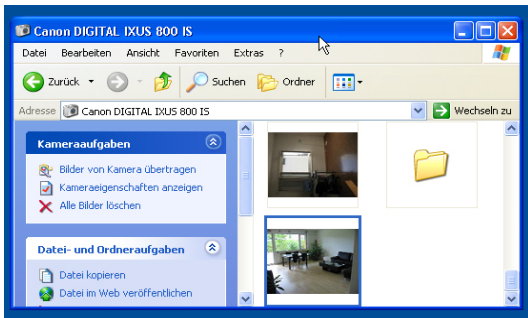 Canon DIGITAL IXUS 800 IS
Datei Bearbeiten Ansicht Favoriten Extras ?
Zurück Suchen Ordner
Adresse Canon DIGITAL IXUS 800 IS Wechseln zu
Kameraaufgaben
Bilder von Kamera übertragen
Kameraeigenschaften anzeigen
Alle Bilder löschen
Datei- und Ordneraufgaben
Datei kopieren
Datei im Web veröffentlichen